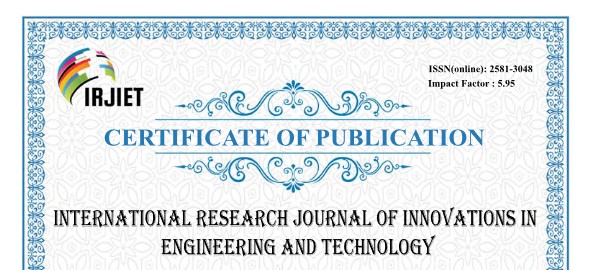 ISSN(online): 2581-3048
IRJIET
Impact Factor : 5.95
CERTIFICATE OF PUBLICATION
INTERNATIONAL RESEARCH JOURNAL OF INNOVATIONS IN
ENGINEERING AND TECHNOLOGY